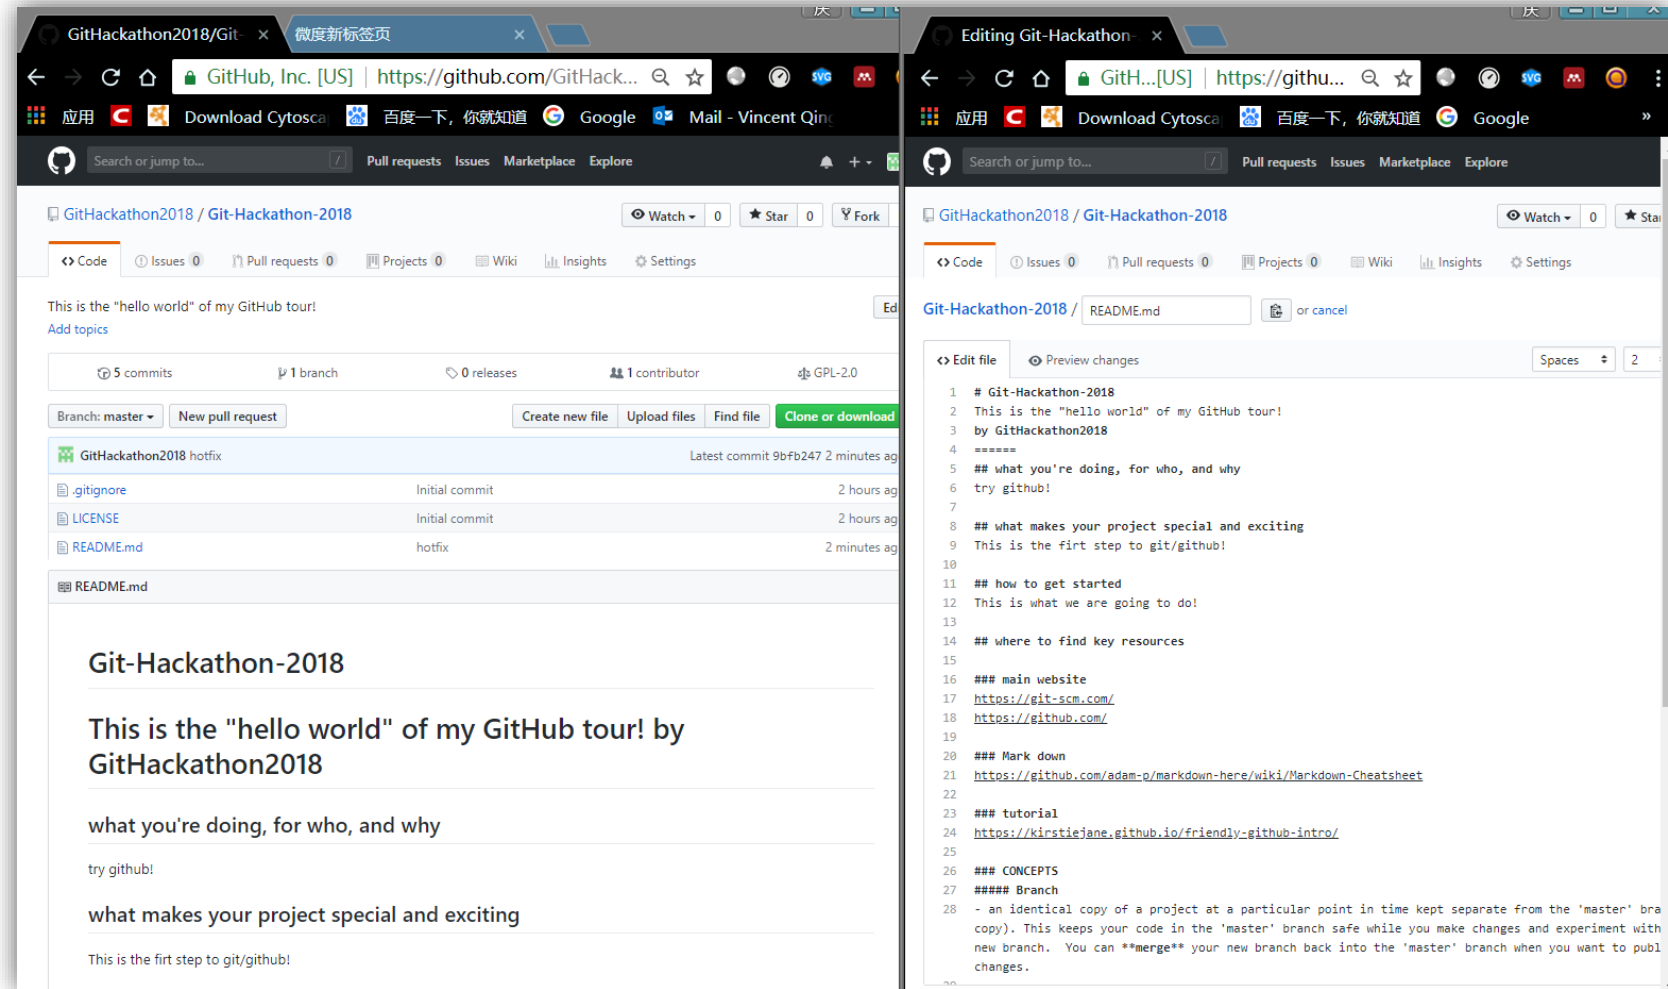 GitHackathon2018/Git-
微度新标签页
GitHub, Inc. [US] | https://github.com/GitHack...
SVG
应用
Download Cytosca
百度一下，你就知道
Google
Mail - Vincent Qing
Search or jump to...
/
Pull requests Issues Marketplace Explore
GitHackathon2018 / Git-Hackathon-2018
Watch 0 Star 0 Fork
Code Issues 0 Pull requests 0 Projects 0 Wiki Insights Settings
This is the "hello world" of my GitHub tour!
Edi
Add topics
5 commits 1 branch 0 releases 1 contributor GPL-2.0
Branch: master New pull request Create new file Upload files Find file Clone or download
GitHackathon2018 hotfix Latest commit 9bfb247 2 minutes ag
.gitignore Initial commit 2 hours ag
LICENSE Initial commit 2 hours ag
README.md hotfix 2 minutes ag
README.md
Git-Hackathon-2018
This is the "hello world" of my GitHub tour! by
GitHackathon2018
what you're doing, for who, and why
try github!
what makes your project special and exciting
This is the firt step to git/github!
Editing Git-Hackathon-
GitH...[US] | https://githu...
SVG
应用
Download Cytosca
百度一下，你就知道
Google
»
Search or jump to...
/
Pull requests Issues Marketplace Explore
GitHackathon2018 / Git-Hackathon-2018
Watch 0 Sta
Code Issues 0 Pull requests 0 Projects 0 Wiki Insights Settings
Git-Hackathon-2018 / README.md or cancel
Edit file Preview changes Spaces 2
1 # Git-Hackathon-2018
2 This is the "hello world" of my GitHub tour!
3 by GitHackathon2018
4 ======
5 ## what you're doing, for who, and why
6 try github!
7
8 ## what makes your project special and exciting
9 This is the firt step to git/github!
10
11 ## how to get started
12 This is what we are going to do!
13
14 ## where to find key resources
15
16 ### main website
17 https://git-scm.com/
18 https://github.com/
19
20 ### Mark down
21 https://github.com/adam-p/markdown-here/wiki/Markdown-Cheatsheet
22
23 ### tutorial
24 https://kirstiejane.github.io/friendly-github-intro/
25
26 ### CONCEPTS
27 ##### Branch
28 - an identical copy of a project at a particular point in time kept separate from the 'master' bra
copy). This keeps your code in the 'master' branch safe while you make changes and experiment with
new branch.  You can **merge** your new branch back into the 'master' branch when you want to publ
changes.